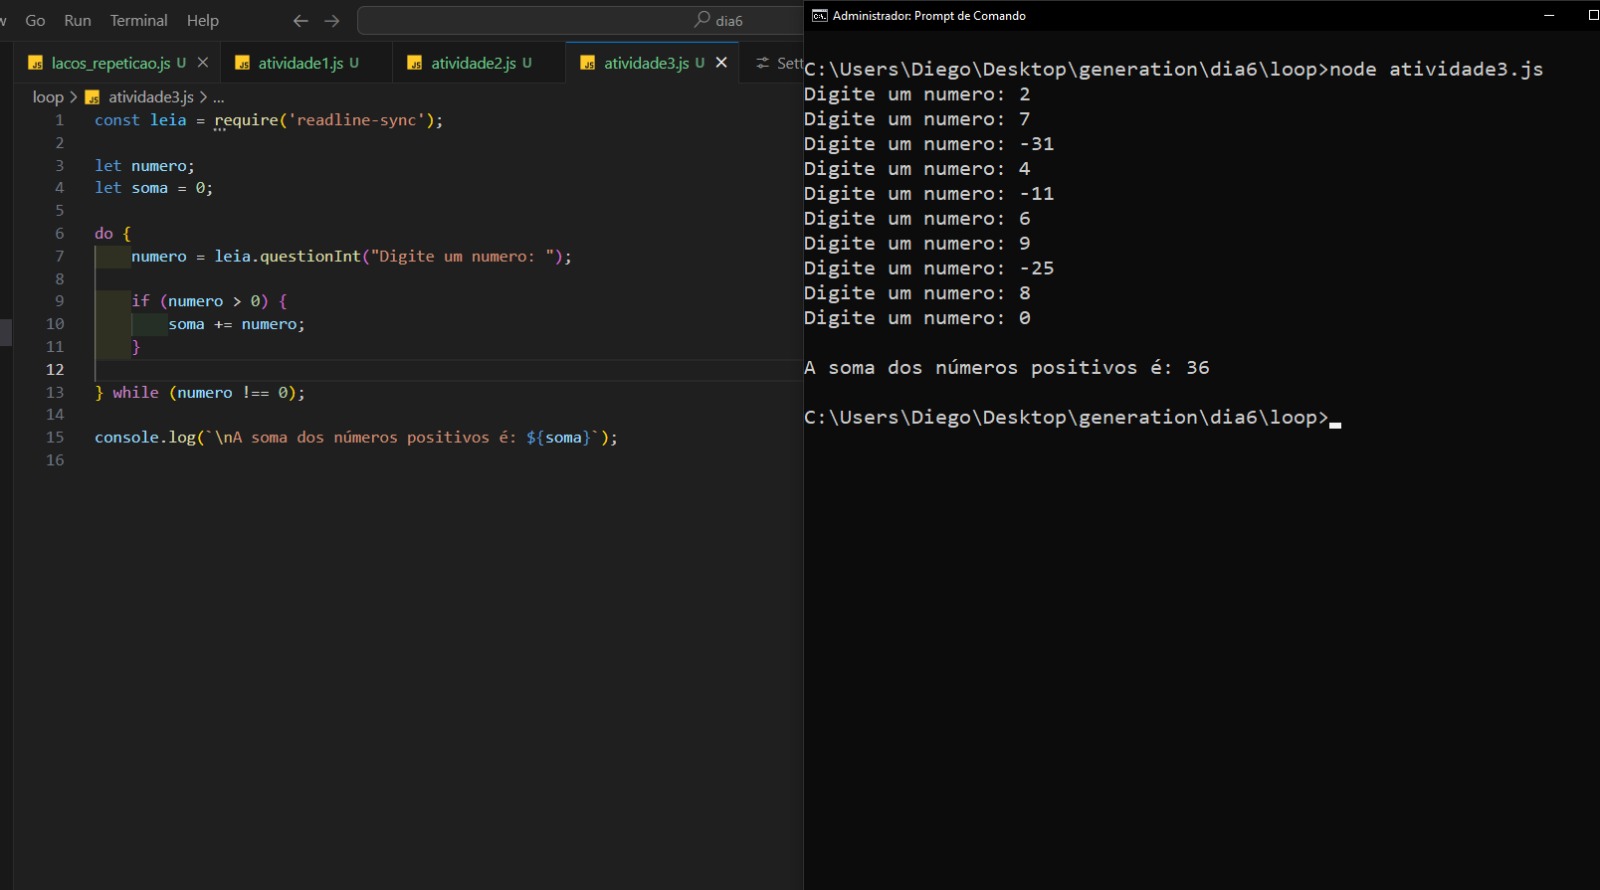 Go Run Terminal Help ← → dia6
lacos_repeticao.js U × atividade1.js U atividade2.js U atividade3.js U × Sett
loop > JS atividade3.js > ...
1 const leia = require('readline-sync');
2
3 let numero;
4 let soma = 0;
5
6 do {
7 numero = leia.questionInt("Digite um numero: ");
8
9 if (numero > 0) {
10 soma += numero;
11 }
12
13 } while (numero !== 0);
14
15 console.log(`\nA soma dos números positivos é: ${soma}`);
16
Administrador: Prompt de Comando
C:\Users\Diego\Desktop\generation\dia6\loop>node atividade3.js
Digite um numero: 2
Digite um numero: 7
Digite um numero: -31
Digite um numero: 4
Digite um numero: -11
Digite um numero: 6
Digite um numero: 9
Digite um numero: -25
Digite um numero: 8
Digite um numero: 0
A soma dos números positivos é: 36
C:\Users\Diego\Desktop\generation\dia6\loop>